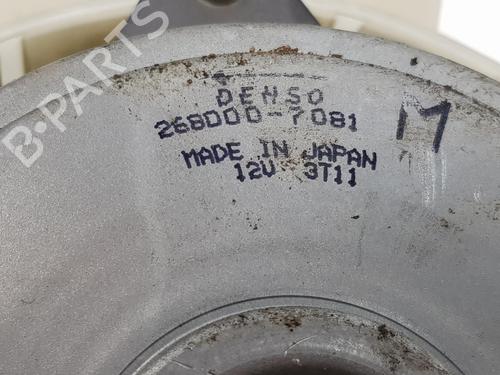 DENSO
268000-7081
M
MADE IN JAPAN
12V 3T11
B-PARTS